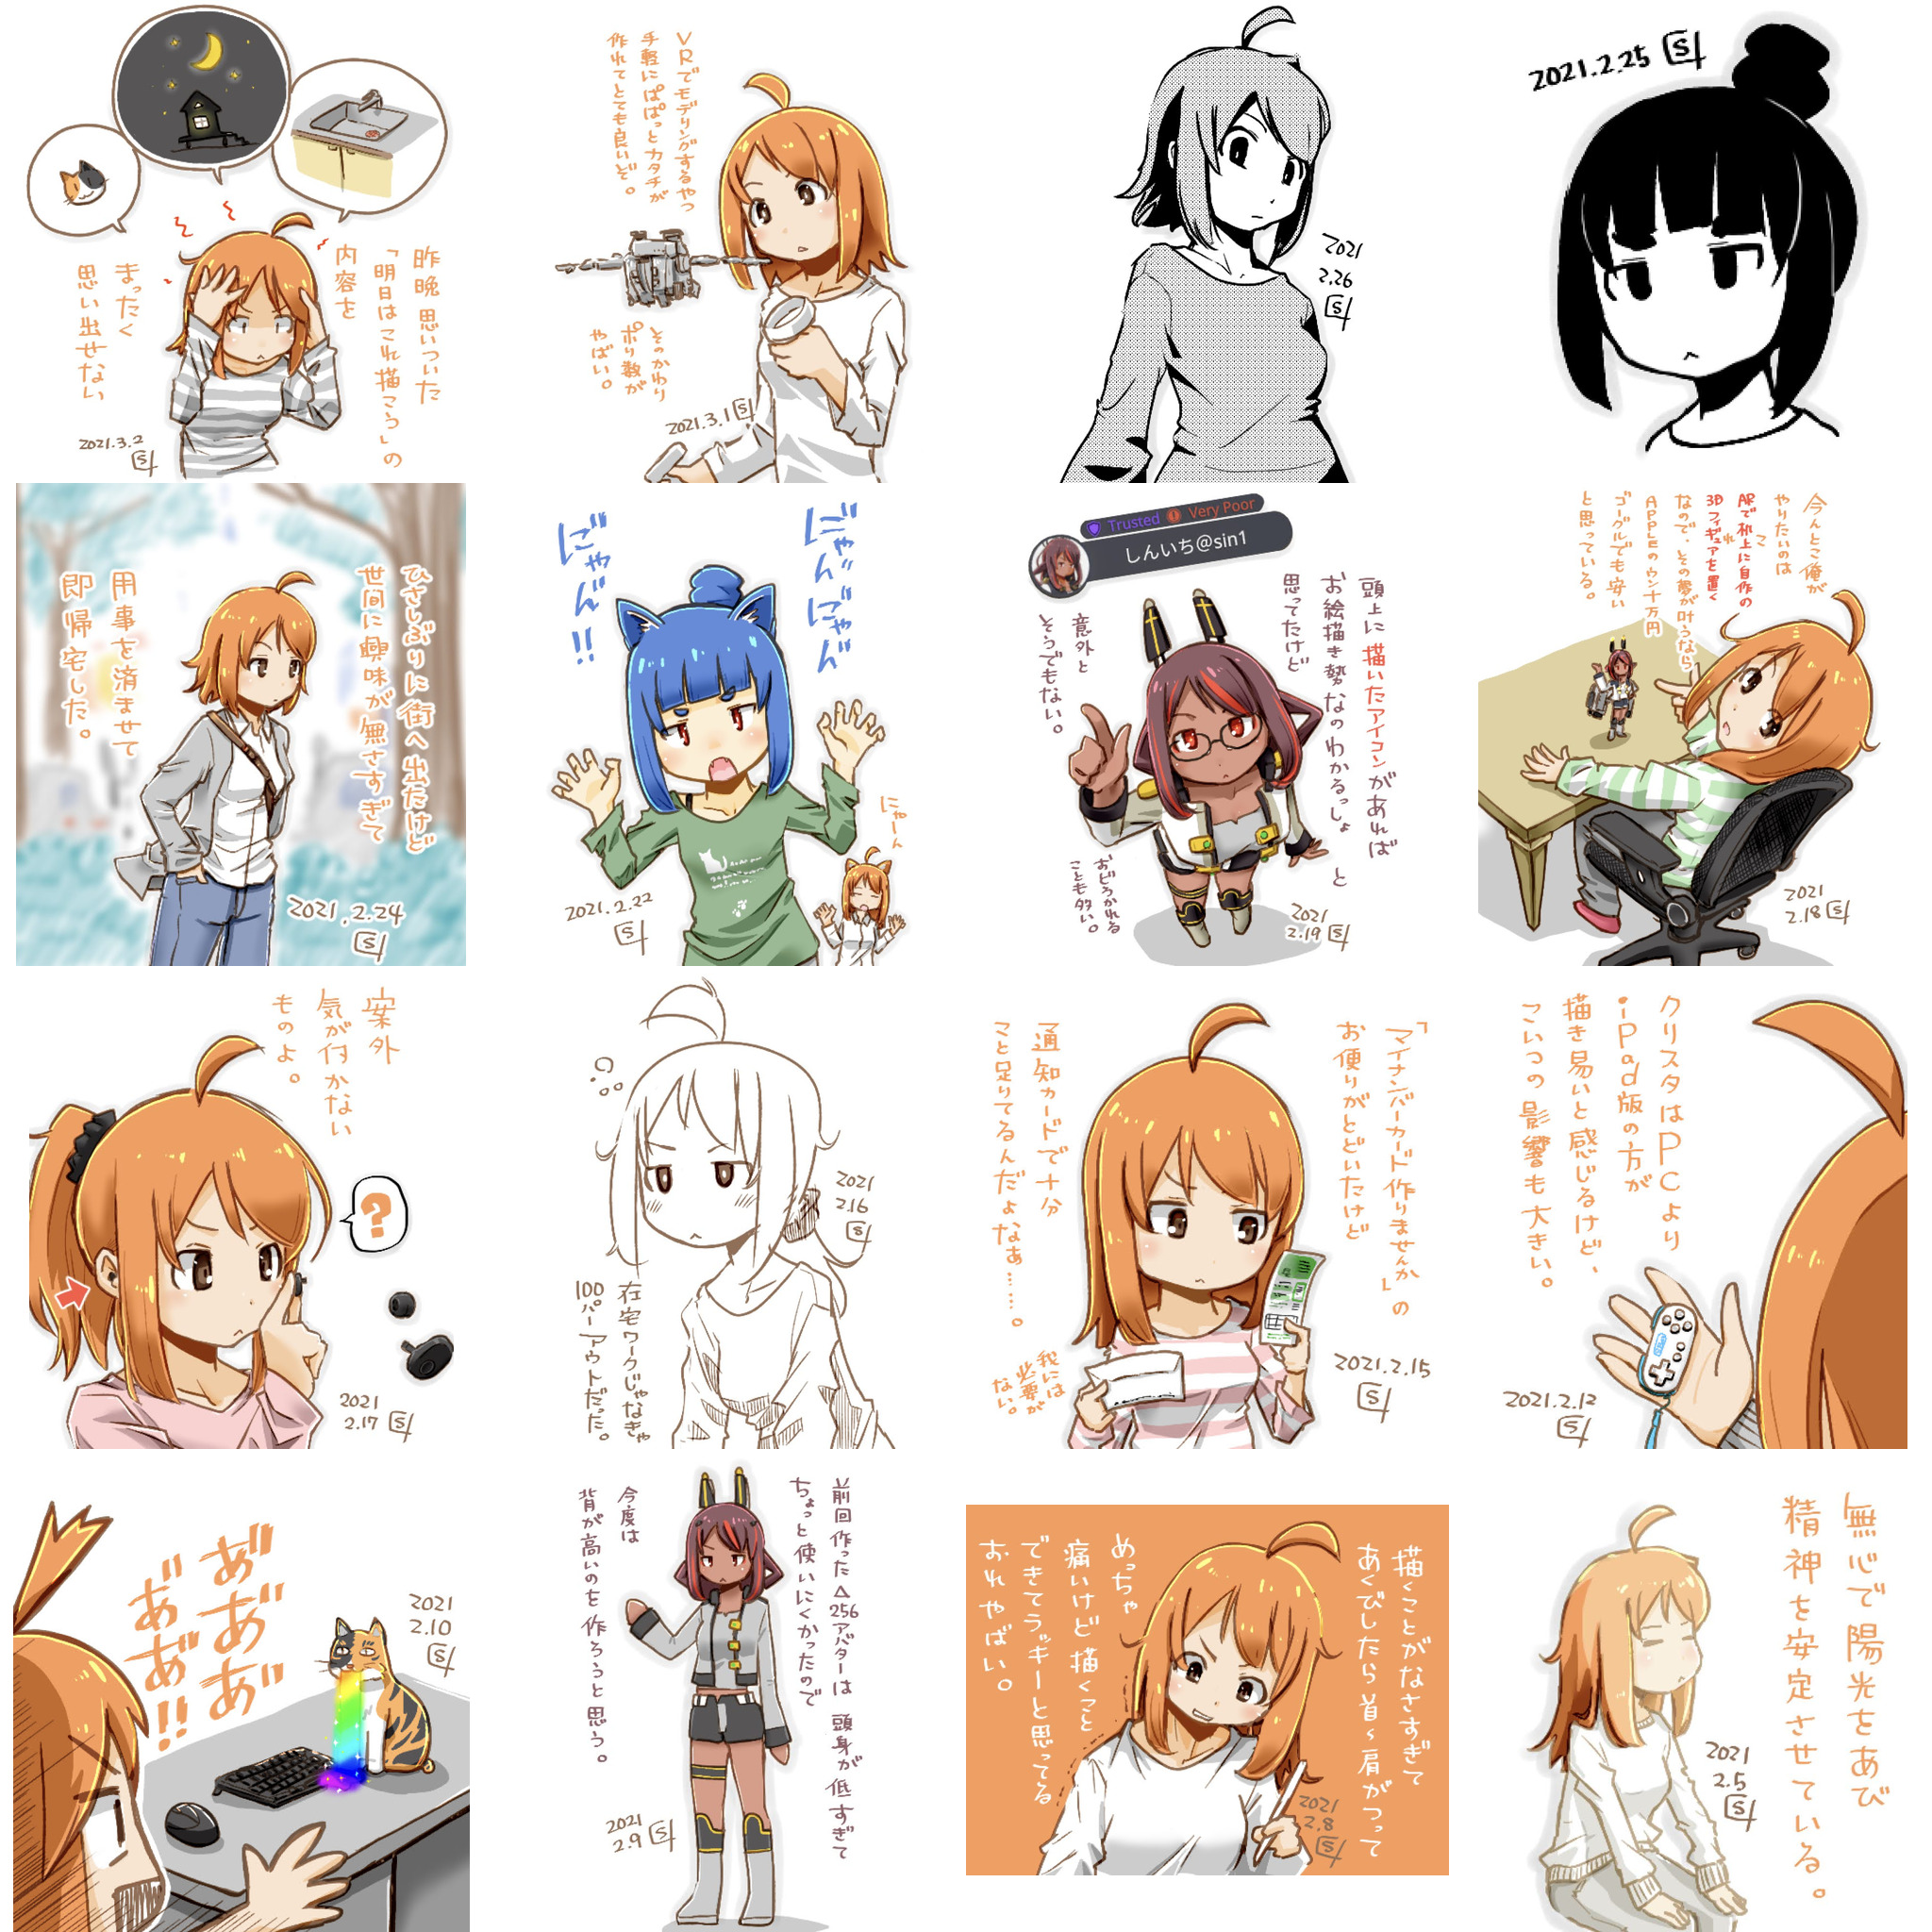 昨晩思いついた
「明日はこれ描こう」の
内容を
まったく
思い出せない
2021.3.2
VRでモデリングするやつ
手軽にぱぱっとカタチが
作れてとても良いぞ。
そのかわり
ポリ数が
やばい。
2021.3.1
2021
2.26
2021.2.25
ひさしぶりに街へ出たけど
世間に興味が無さすぎて
用事を済ませて
即帰宅した。
2021.2.24
にゃん!!にゃん
にゃん!!
にゃーん
2021.2.22
Trusted Very Poor
しんいち@sin1
頭上に描いたアイコンがあれば
お絵描き勢なのわかるっしょ と
思ってたけど
意外と
そうでもない。
おどろかれる
ことも多い。
2021
2.19
今んとこ俺が
やりたいのは
ARで机上に自作の
3Dフィギュアを置く
なので、その夢が叶うなら
APPLEのウン十万円
ゴーグルでも安い
と思っている。
2021
2.18
案外
気が付かない
ものよ。
?
2021
2.17
2021
2.16
在宅ワークじゃなきゃ
100パーアウトだった。
「マイナンバーカード作りませんか」の
お便りがとどいたけど
通知カードで十分
こと足りてるんだよなぁ……。
我には
必要が
ない。
2021.2.15
クリスタはPCより
iPad版の方が
描き易いと感じるけど、
こいつの影響も大きい。
2021.2.12
あ゛あ゛あ゛
あ゛あ゛!!
2021
2.10
前回作ったΔ256アバターは 頭身が低すぎて
ちょっと使いにくかったので
今度は
背が高いのを作ろうと思う。
2021
2.9
描くことがなさすぎて
あくびしたら首〜肩がつって
めっちゃ
痛いけど描くこと
できてラッキーと思ってる
おれやばい。
2021
2.8
無心で陽光をあび
精神を安定させている。
2021
2.5